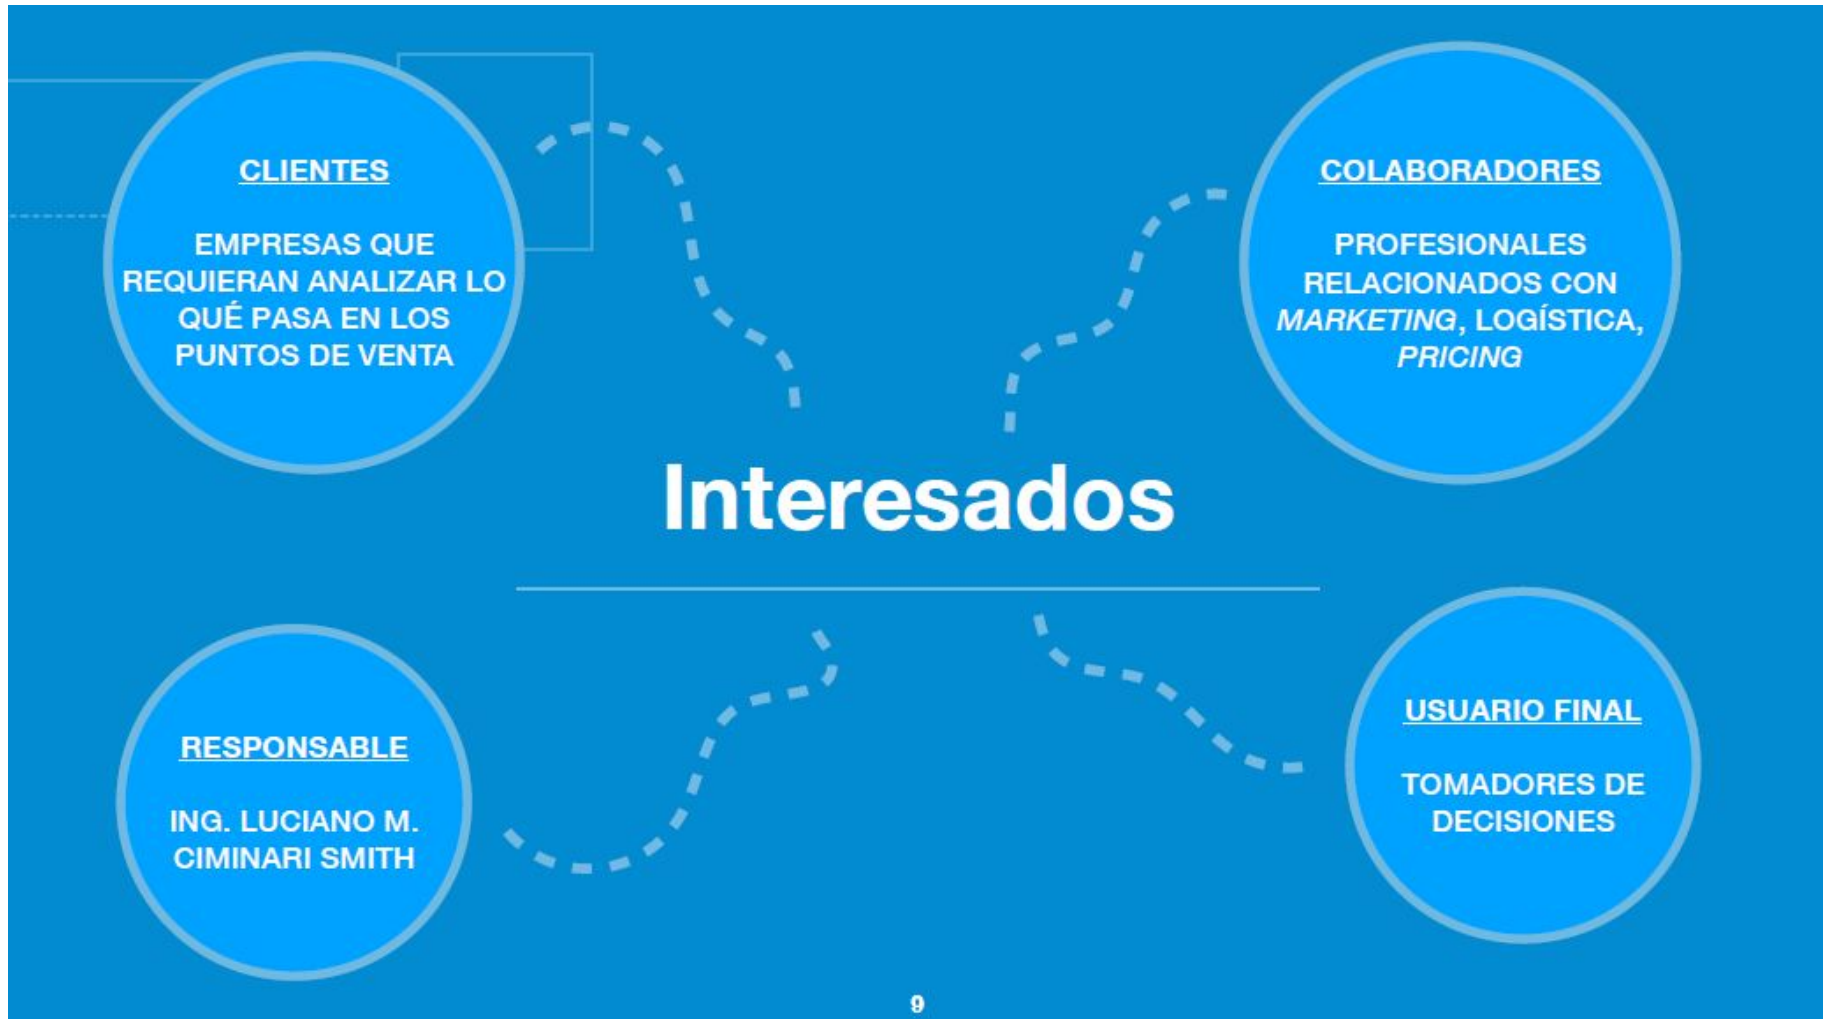 CLIENTES
EMPRESAS QUE
REQUIERAN ANALIZAR LO
QUÉ PASA EN LOS
PUNTOS DE VENTA
COLABORADORES
PROFESIONALES
RELACIONADOS CON
MARKETING, LOGÍSTICA,
PRICING
Interesados
RESPONSABLE
ING. LUCIANO M.
CIMINARI SMITH
USUARIO FINAL
TOMADORES DE
DECISIONES
9